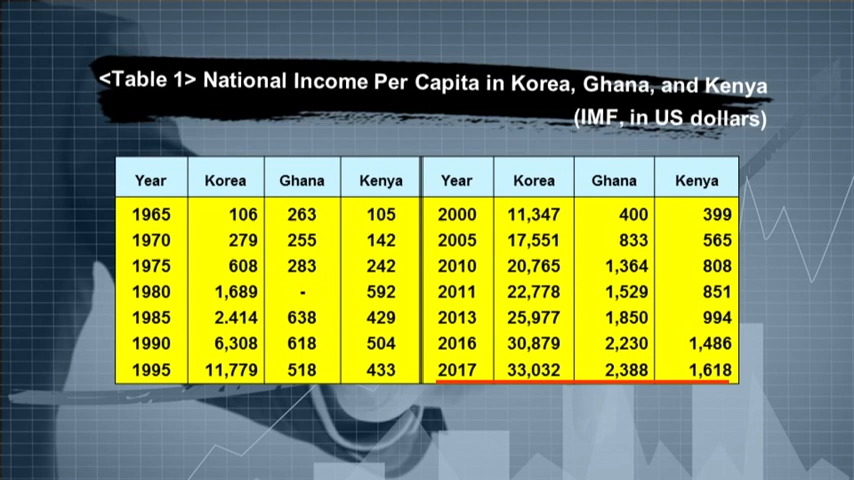 <Table 1> National Income Per Capita in Korea, Ghana, and Kenya
(IMF, in US dollars)
Year Korea Ghana Kenya Year Korea Ghana Kenya
1965 106 263 105 2000 11,347 400 399
1970 279 255 142 2005 17,551 833 565
1975 608 283 242 2010 20,765 1,364 808
1980 1,689 - 592 2011 22,778 1,529 851
1985 2.414 638 429 2013 25,977 1,850 994
1990 6,308 618 504 2016 30,879 2,230 1,486
1995 11,779 518 433 2017 33,032 2,388 1,618